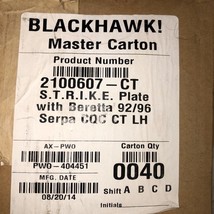 BLACKHAWK!
Master Carton
Product Number
2100607-CT
S.T.R.I.K.E. Plate
with Beretta 92/96
Serpa CQC CT LH
AX-PWO
Carton Qty
PWO-404451
0040
MFG. DATE
Shift A B C D
08/20/14
Initials